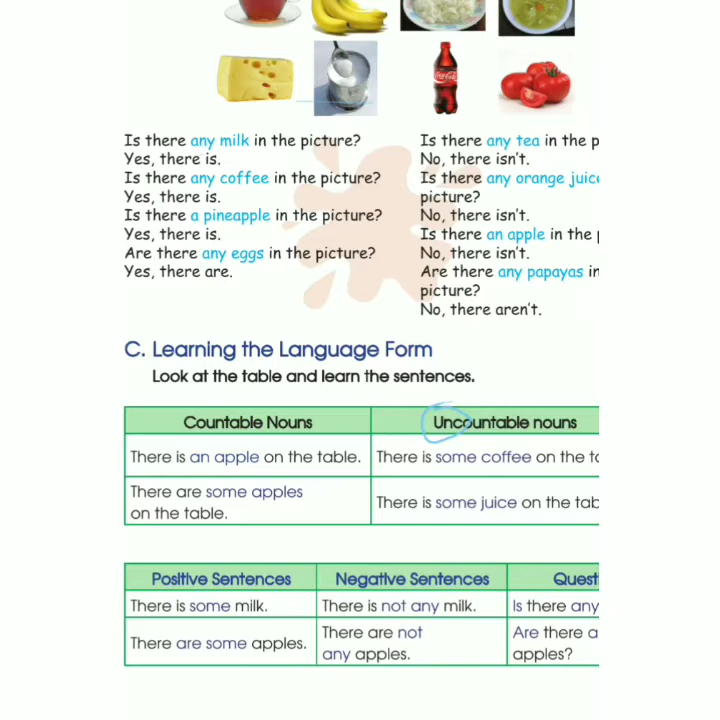 Coca-Cola
Is there any milk in the picture?
Yes, there is.
Is there any coffee in the picture?
Yes, there is.
Is there a pineapple in the picture?
Yes, there is.
Are there any eggs in the picture?
Yes, there are.
Is there any tea in the p
No, there isn't.
Is there any orange juic
picture?
No, there isn't.
Is there an apple in the
No, there isn't.
Are there any papayas in
picture?
No, there aren't.
C. Learning the Language Form
Look at the table and learn the sentences.
Countable Nouns
Uncountable nouns
There is an apple on the table.
There is some coffee on the ta
There are some apples
on the table.
There is some juice on the tab
Positive Sentences
Negative Sentences
Quest
There is some milk.
There is not any milk.
Is there any
There are some apples.
There are not
any apples.
Are there a
apples?